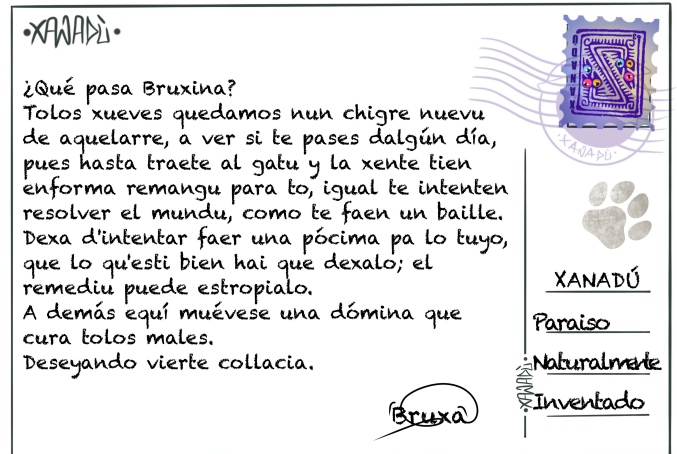 •XANADÚ•
¿Qué pasa Bruxina?
Tolos xueves quedamos nun chigre nuevu
de aquelarre, a ver si te pases dalgún día,
pues hasta traete al gatu y la xente tien
enforma remangu para to, igual te intenten
resolver el mundu, como te faen un baille.
Dexa d'intentar faer una pócima pa lo tuyo,
que lo qu'esti bien hai que dexalo; el
remediu puede estropialo.
A demás equí muévese una dómina que
cura tolos males.
Deseyando vierte collacia.
Bruxa
XANADU
•XANADÚ•
XANADÚ
Paraiso
Naturalmente
Inventado
•XANADÚ•